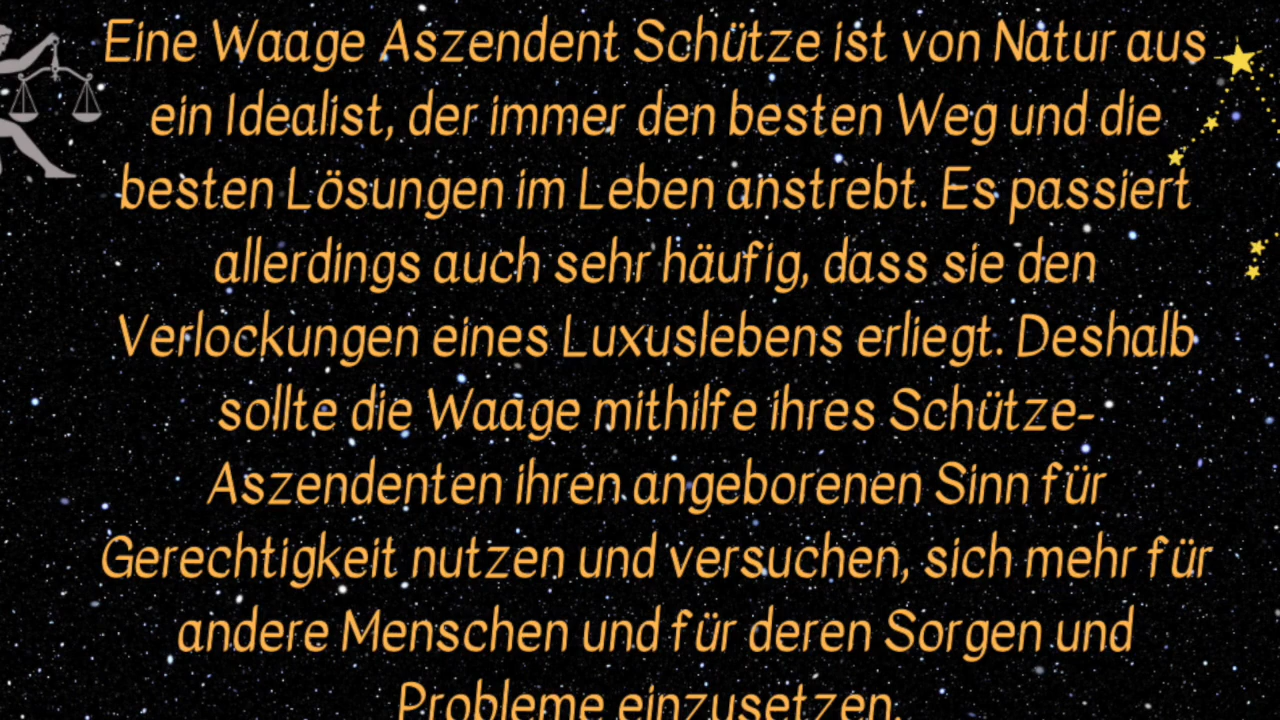 Eine Waage Aszendent Schütze ist von Natur aus
ein Idealist, der immer den besten Weg und die
besten Lösungen im Leben anstrebt. Es passiert
allerdings auch sehr häufig, dass sie den
Verlockungen eines Luxuslebens erliegt. Deshalb
sollte die Waage mithilfe ihres Schütze-
Aszendenten ihren angeborenen Sinn für
Gerechtigkeit nutzen und versuchen, sich mehr für
andere Menschen und für deren Sorgen und
Probleme einzusetzen.